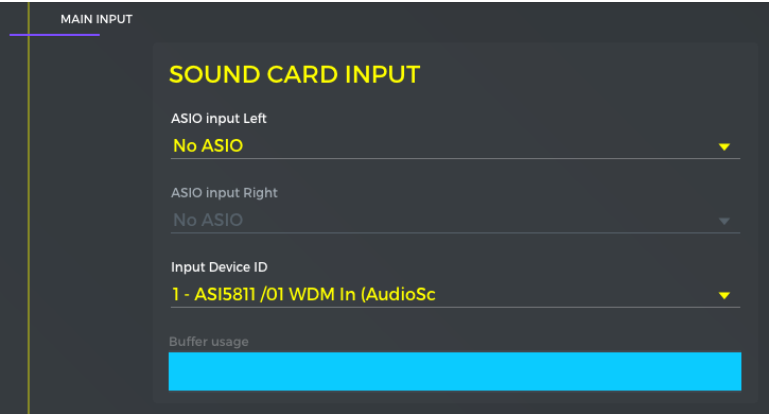 MAIN INPUT
SOUND CARD INPUT
ASIO input Left
No ASIO
ASIO input Right
No ASIO
Input Device ID
1 - ASI5811 /01 WDM In (AudioSc
Buffer usage